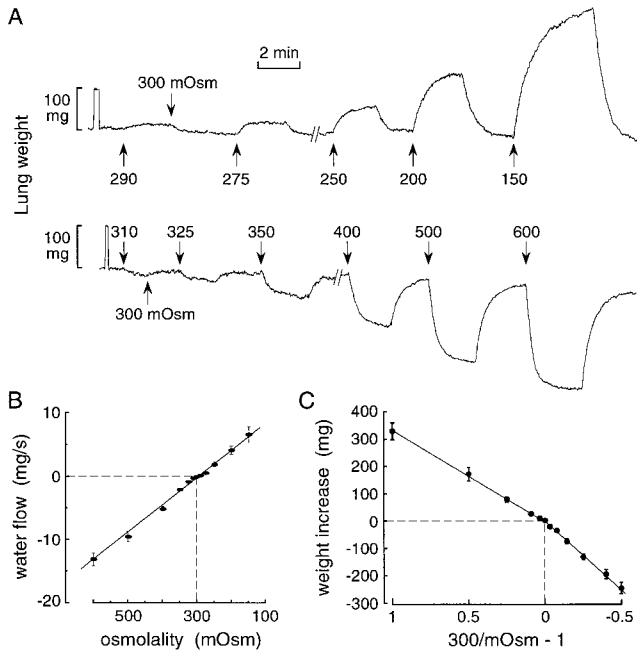 A
Lung weight
100 mg
300 mOsm
2 min
290 275 250 200 150
100 mg
310 325 350 400 500 600
300 mOsm
B
water flow (mg/s)
10
0
-10
-20
500 300 100
osmolality (mOsm)
C
weight increase (mg)
400
300
200
100
0
-100
-200
-300
1 0.5 0 -0.5
300/mOsm - 1